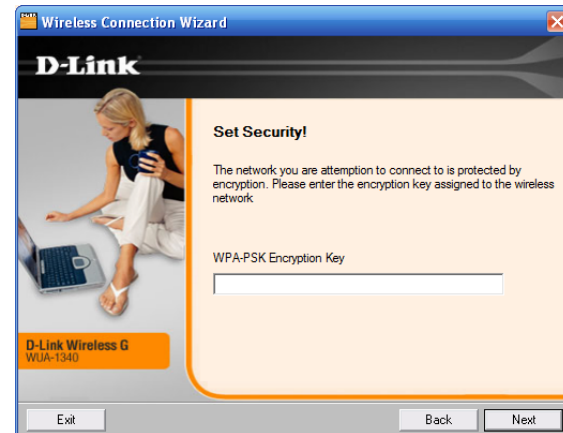 Wireless Connection Wizard
D-Link
Set Security!
The network you are attemption to connect to is protected by
encryption. Please enter the encryption key assigned to the wireless
network
WPA-PSK Encryption Key
D-Link Wireless G
WUA-1340
Exit
Back
Next